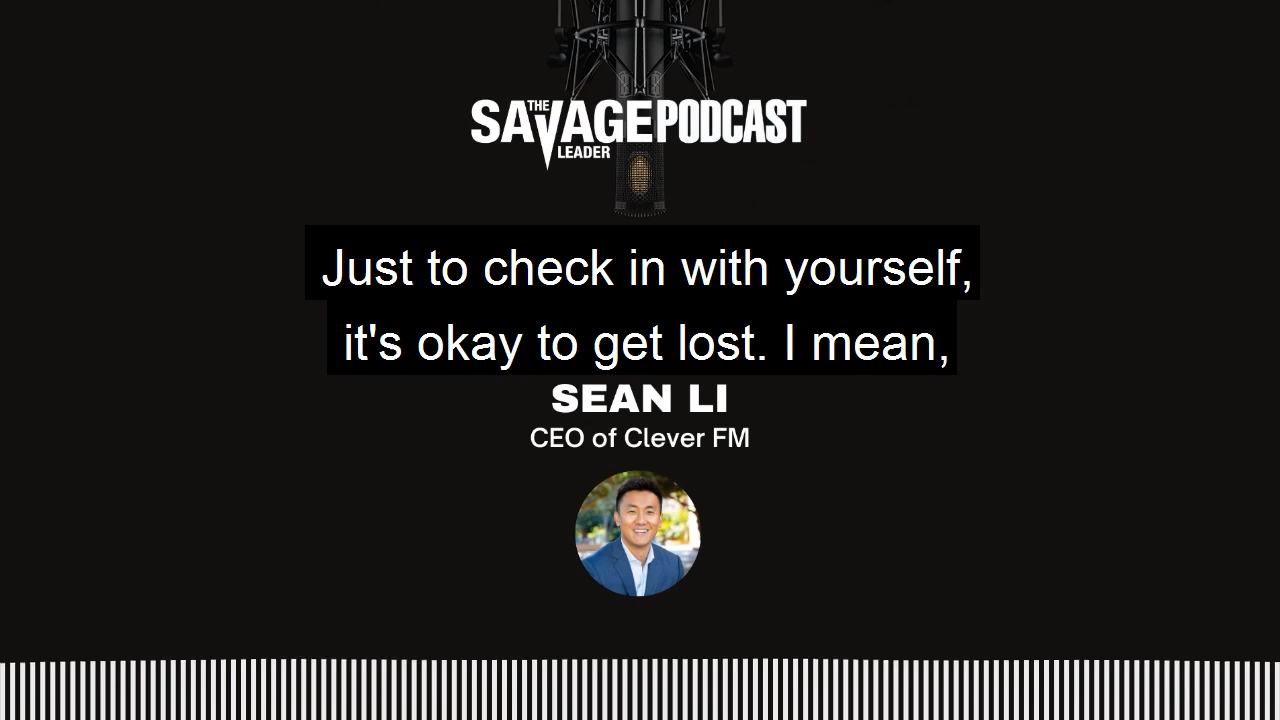 THE
SAVAGE PODCAST
LEADER
Just to check in with yourself,
it's okay to get lost. I mean,
SEAN LI
CEO of Clever FM